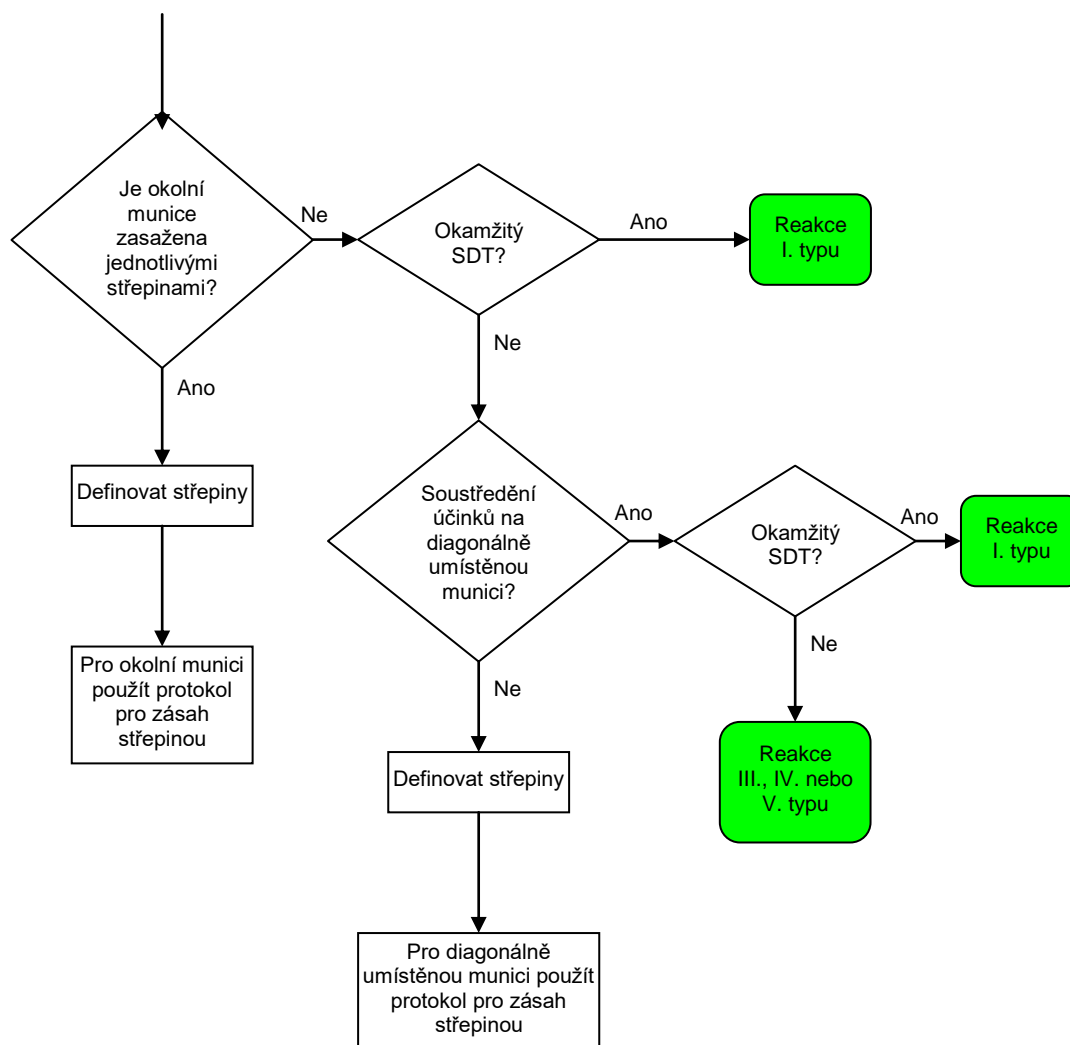 Je okolní
munice
zasažena
jednotlivými
střepinami?
Ne
Okamžitý
SDT?
Ano
Reakce
I. typu
Ne
Ano
Definovat střepiny
Soustředění
účinků na
diagonálně
umístěnou
munici?
Ano
Okamžitý
SDT?
Ano
Reakce
I. typu
Ne
Pro okolní munici
použít protokol
pro zásah
střepinou
Ne
Definovat střepiny
Reakce
III., IV. nebo
V. typu
Pro diagonálně
umístěnou munici použít
protokol pro zásah
střepinou